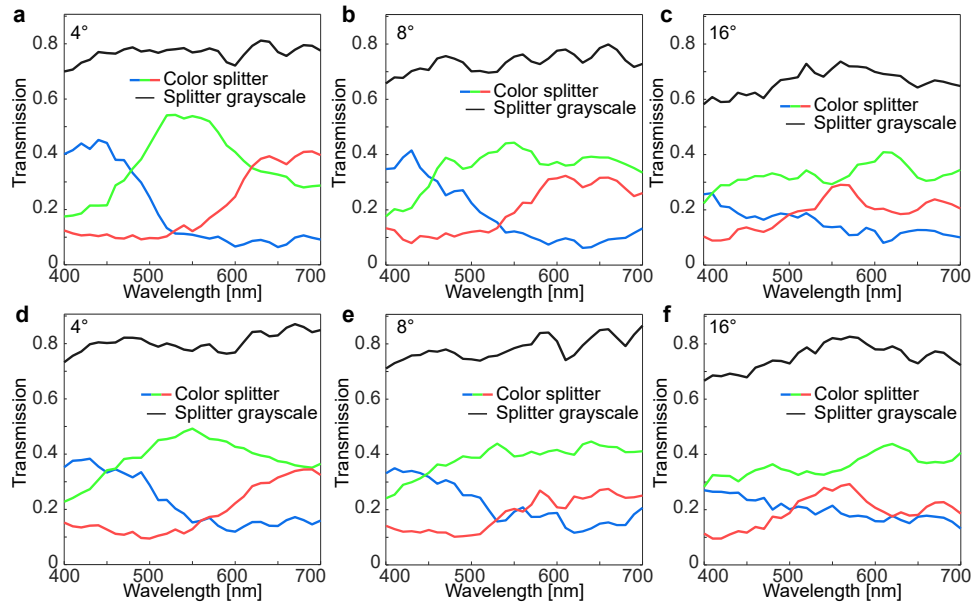 a
4°
0.8
0.6
0.4
0.2
0
Transmission
Color splitter
Splitter grayscale
400 500 600 700
Wavelength [nm]
b
8°
0.8
0.6
0.4
0.2
0
Transmission
Color splitter
Splitter grayscale
400 500 600 700
Wavelength [nm]
c
16°
0.8
0.6
0.4
0.2
0
Transmission
Color splitter
Splitter grayscale
400 500 600 700
Wavelength [nm]
d
4°
0.8
0.6
0.4
0.2
0
Transmission
Color splitter
Splitter grayscale
400 500 600 700
Wavelength [nm]
e
8°
0.8
0.6
0.4
0.2
0
Transmission
Color splitter
Splitter grayscale
400 500 600 700
Wavelength [nm]
f
16°
0.8
0.6
0.4
0.2
0
Transmission
Color splitter
Splitter grayscale
400 500 600 700
Wavelength [nm]